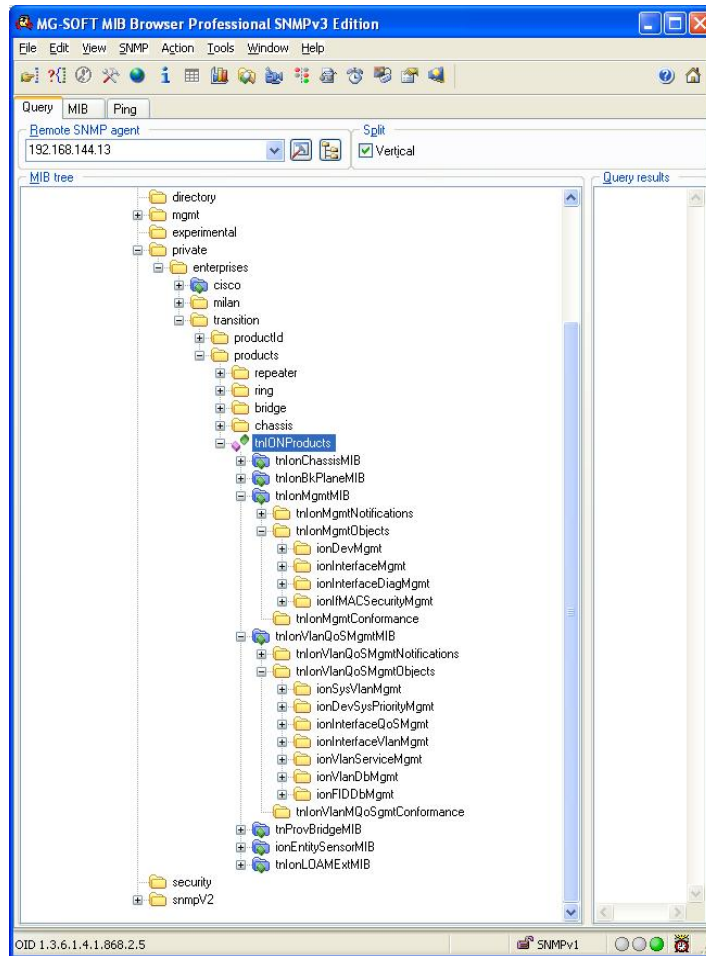 MG-SOFT MIB Browser Professional SNMPv3 Edition
File Edit View SNMP Action Tools Window Help
Query MIB Ping
Remote SNMP agent
Split
192.168.144.13
Vertical
MIB tree
Query results
directory
mgmt
experimental
private
enterprises
cisco
milan
transition
productId
products
repeater
ring
bridge
chassis
tnIONProducts
tnIonChassisMIB
tnIonBkPlaneMIB
tnIonMgmtMIB
tnIonMgmtNotifications
tnIonMgmtObjects
ionDevMgmt
ionInterfaceMgmt
ionInterfaceDiagMgmt
ionIfMACSecurityMgmt
tnIonMgmtConformance
tnIonVlanQoSMgmtMIB
tnIonVlanQoSMgmtNotifications
tnIonVlanQoSMgmtObjects
ionSysVlanMgmt
ionDevSysPriorityMgmt
ionInterfaceQoSMgmt
ionInterfaceVlanMgmt
ionVlanServiceMgmt
ionVlanDbMgmt
ionFIDDbMgmt
tnIonVlanMQoSgmtConformance
tnProvBridgeMIB
ionEntitySensorMIB
tnIonLOAMExtMIB
security
snmpV2
OID 1.3.6.1.4.1.868.2.5
SNMPv1